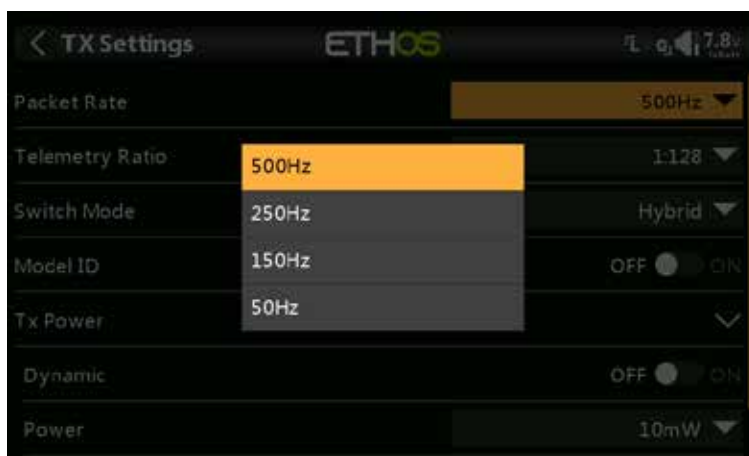 TX Settings ETHOS 7.8v
Packet Rate 500Hz
Telemetry Ratio 1:128
500Hz
Switch Mode Hybrid
250Hz
Model ID OFF ON
150Hz
Tx Power
50Hz
Dynamic OFF ON
Power 10mW